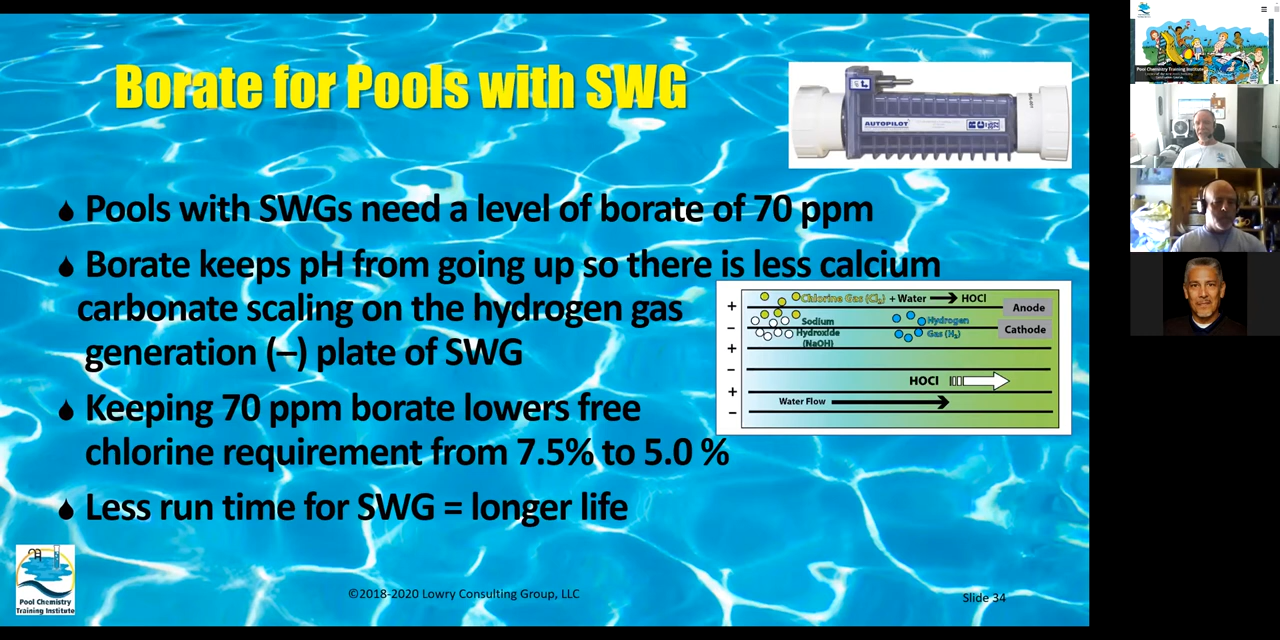 Borate for Pools with SWG
AUTOPILOT
Pools with SWGs need a level of borate of 70 ppm
Borate keeps pH from going up so there is less calcium
carbonate scaling on the hydrogen gas
generation (–) plate of SWG
Keeping 70 ppm borate lowers free
chlorine requirement from 7.5% to 5.0 %
Less run time for SWG = longer life
+ Chlorine Gas (Cl₂) + Water HOCl
Anode
– Sodium
Hydroxide
(NaOH)
Hydrogen
Gas (H₂)
Cathode
+
–
HOCl
+
Water Flow
–
Pool Chemistry
Training Institute
©2018-2020 Lowry Consulting Group, LLC
Slide 34
Pool Chemistry Training Institute